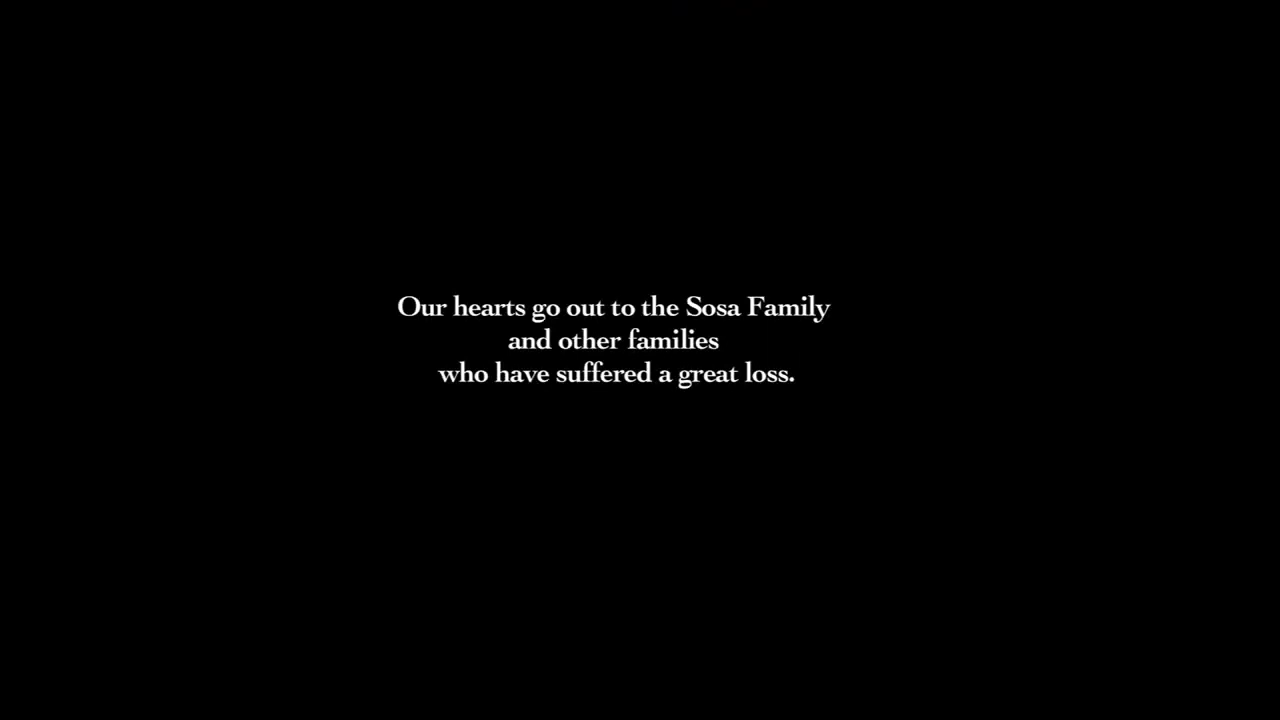 Our hearts go out to the Sosa Family
and other families
who have suffered a great loss.